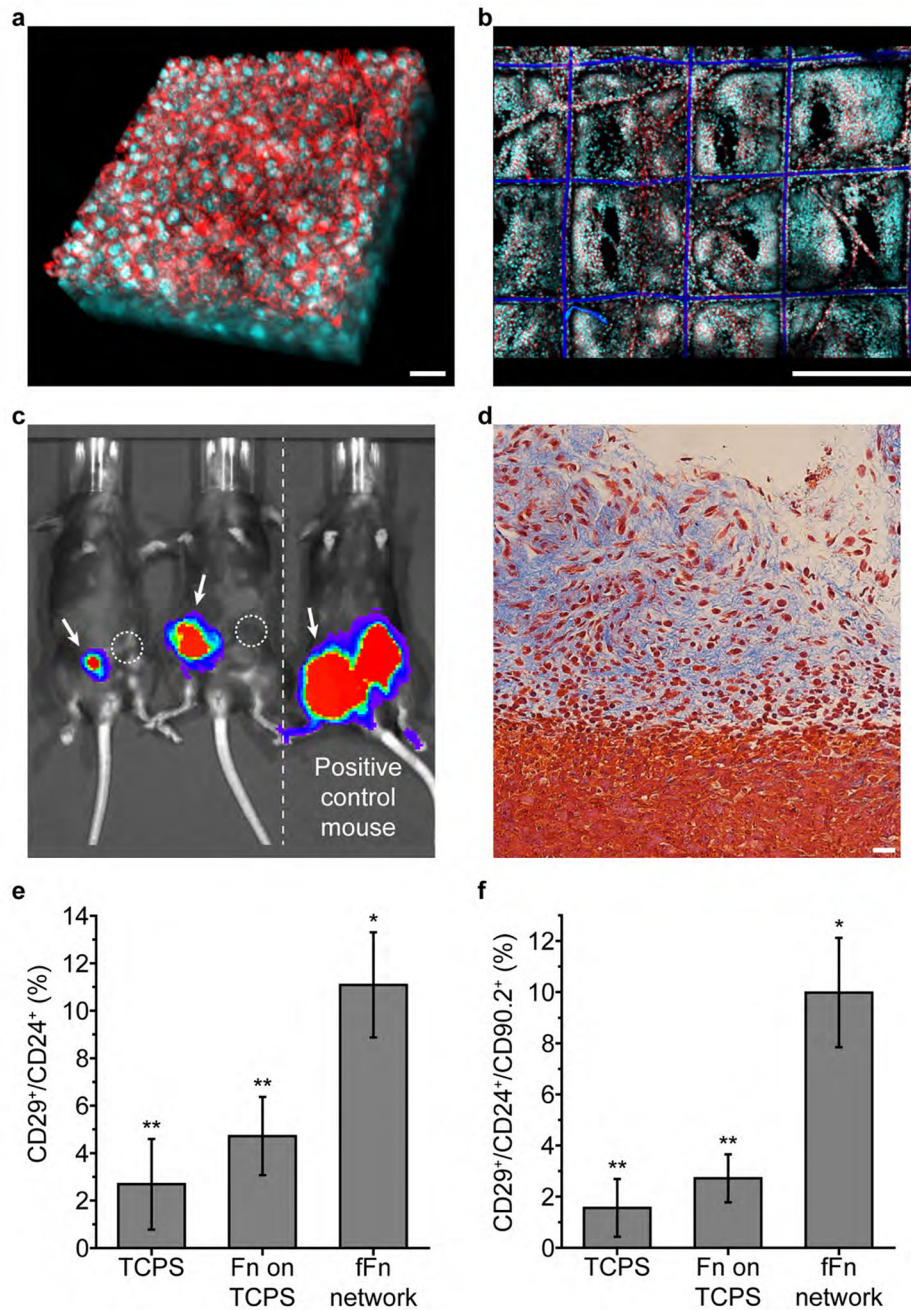 a
b
c
Positive
control
mouse
d
e
CD29⁺/CD24⁺ (%)
14
12
10
8
6
4
2
0
**
**
*
TCPS
Fn on
TCPS
fFn
network
f
CD29⁺/CD24⁺/CD90.2⁺ (%)
12
10
8
6
4
2
0
**
**
*
TCPS
Fn on
TCPS
fFn
network